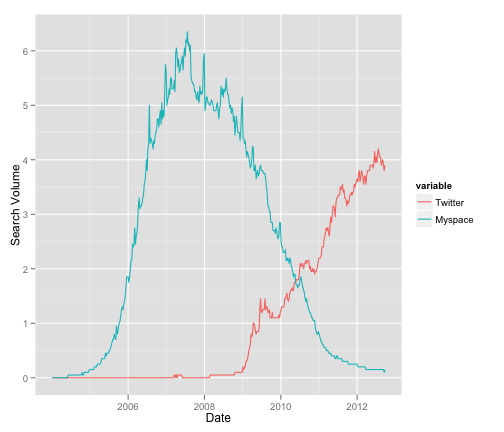 6
5
4
3
2
1
0
Search Volume
2006
2008
2010
2012
Date
variable
Twitter
Myspace